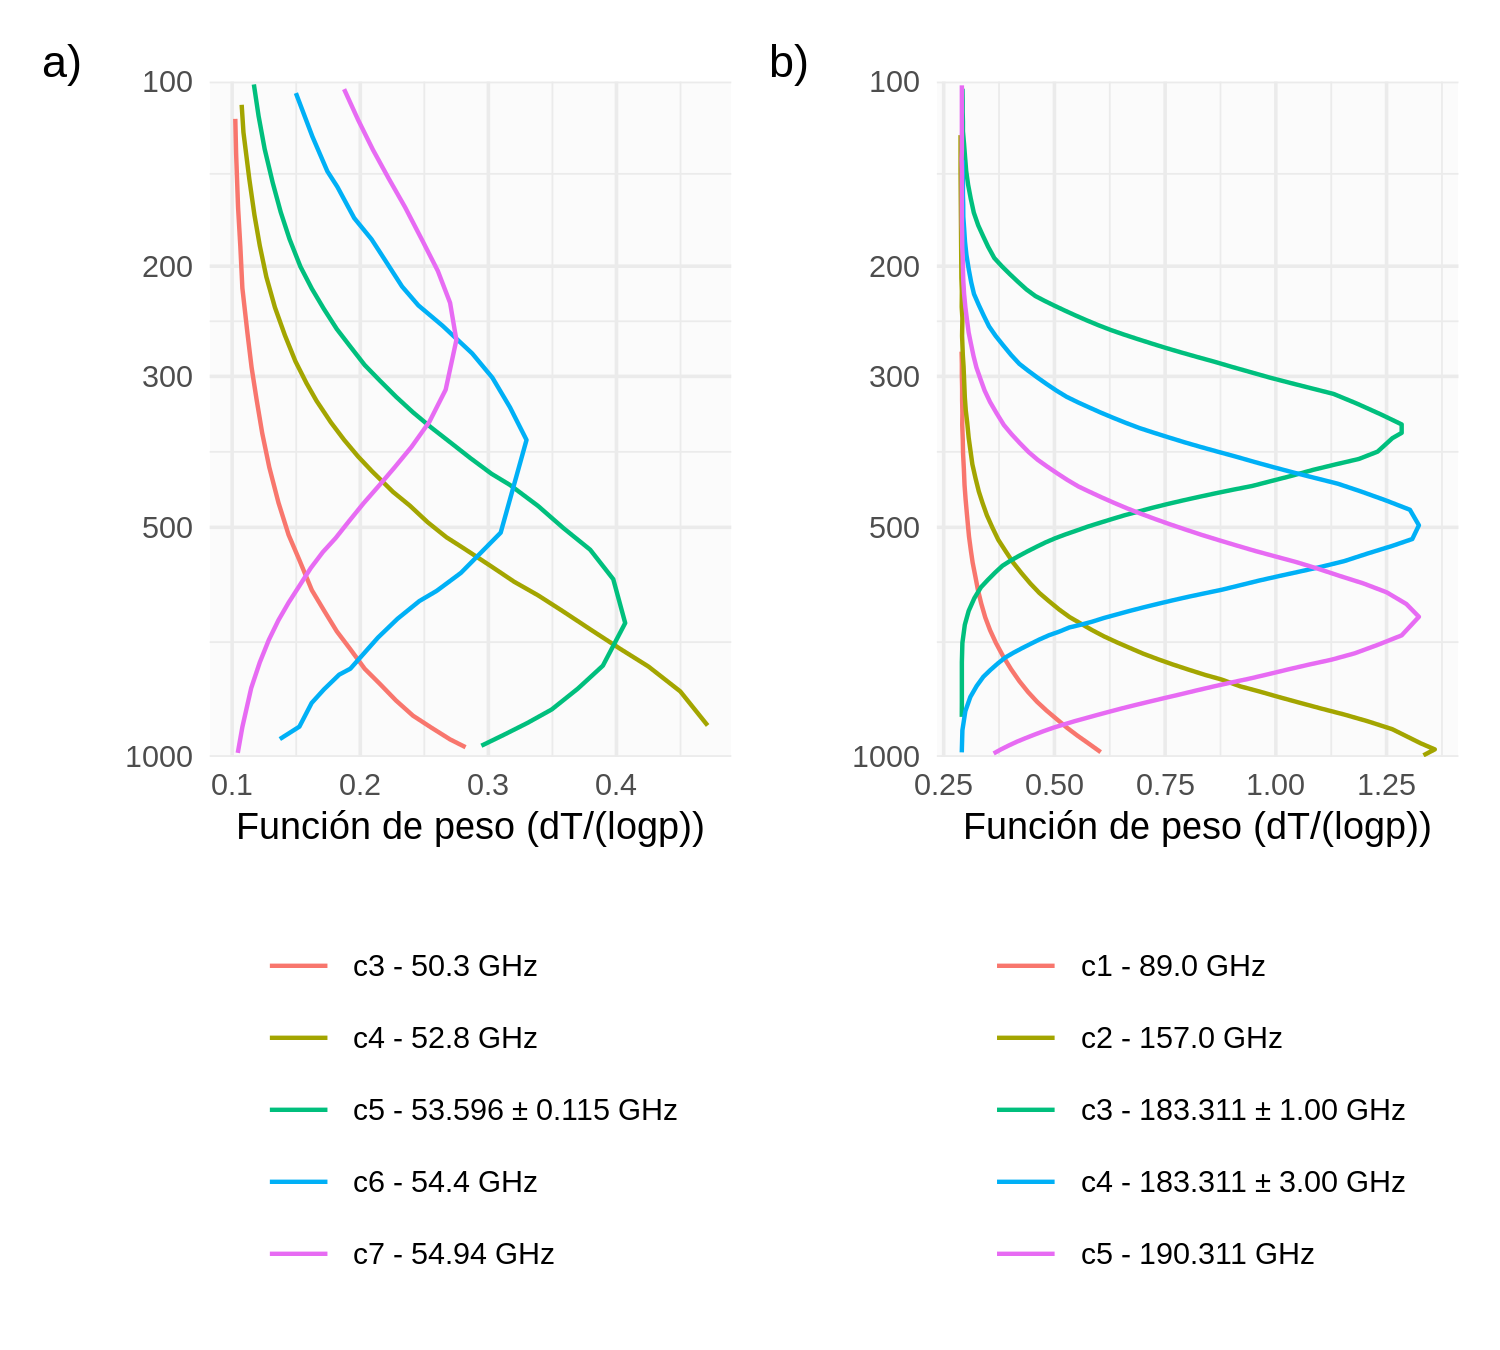 a)
100
200
300
500
1000
0.1 0.2 0.3 0.4
Función de peso (dT/(logp))
c3 - 50.3 GHz
c4 - 52.8 GHz
c5 - 53.596 ± 0.115 GHz
c6 - 54.4 GHz
c7 - 54.94 GHz
b)
100
200
300
500
1000
0.25 0.50 0.75 1.00 1.25
Función de peso (dT/(logp))
c1 - 89.0 GHz
c2 - 157.0 GHz
c3 - 183.311 ± 1.00 GHz
c4 - 183.311 ± 3.00 GHz
c5 - 190.311 GHz